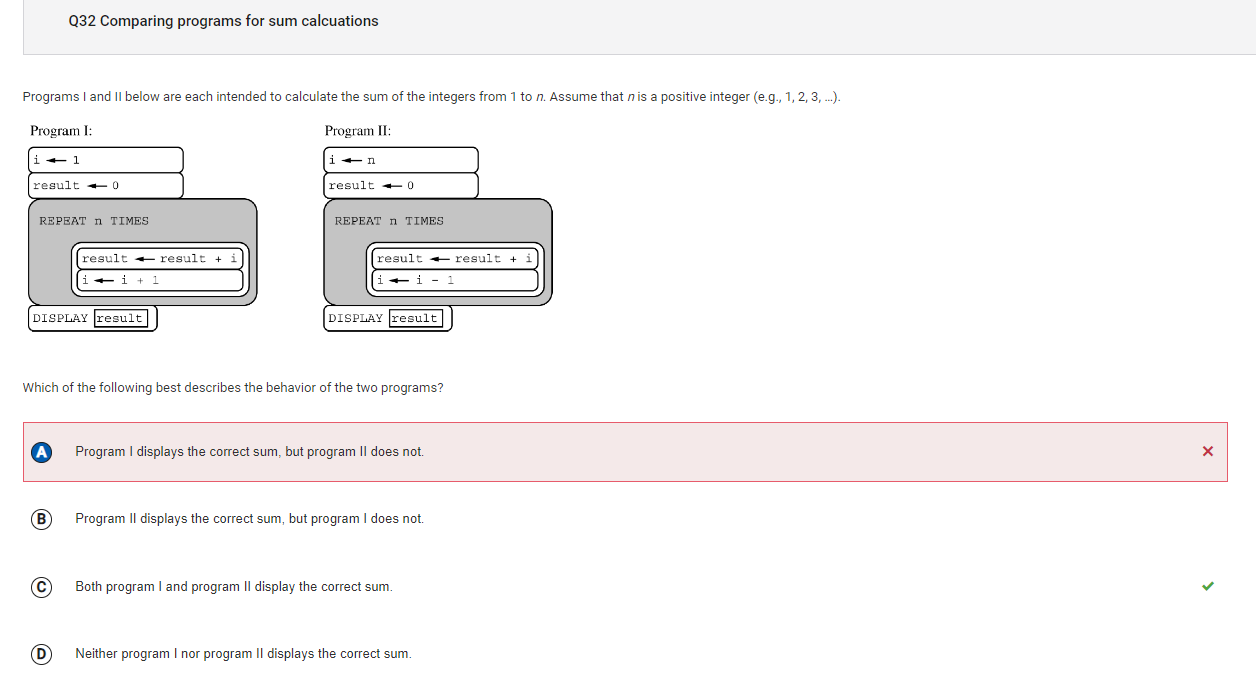 Q32 Comparing programs for sum calcuations
Programs I and II below are each intended to calculate the sum of the integers from 1 to n. Assume that n is a positive integer (e.g., 1, 2, 3, ...).
Program I:
i ← 1
result ← 0
REPEAT n TIMES
result ← result + i
i ← i + 1
DISPLAY result
Program II:
i ← n
result ← 0
REPEAT n TIMES
result ← result + i
i ← i - 1
DISPLAY result
Which of the following best describes the behavior of the two programs?
A Program I displays the correct sum, but program II does not.
B Program II displays the correct sum, but program I does not.
C Both program I and program II display the correct sum.
D Neither program I nor program II displays the correct sum.